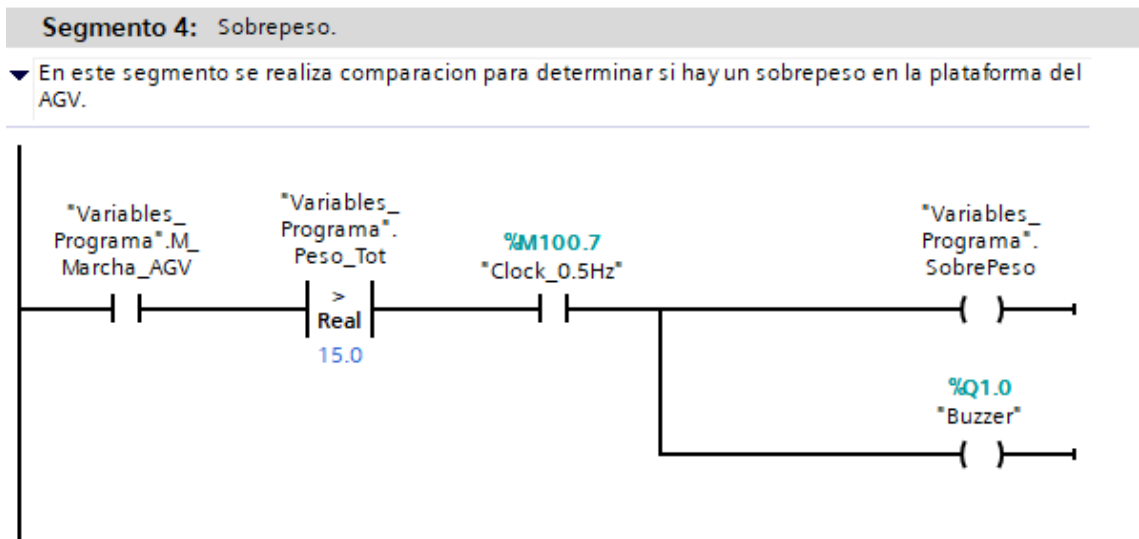 Segmento 4: Sobrepeso.
En este segmento se realiza comparacion para determinar si hay un sobrepeso en la plataforma del
AGV.
"Variables_
Programa".M_
Marcha_AGV
"Variables_
Programa".
Peso_Tot
>
Real
15.0
%M100.7
"Clock_0.5Hz"
"Variables_
Programa".
SobrePeso
%Q1.0
"Buzzer"